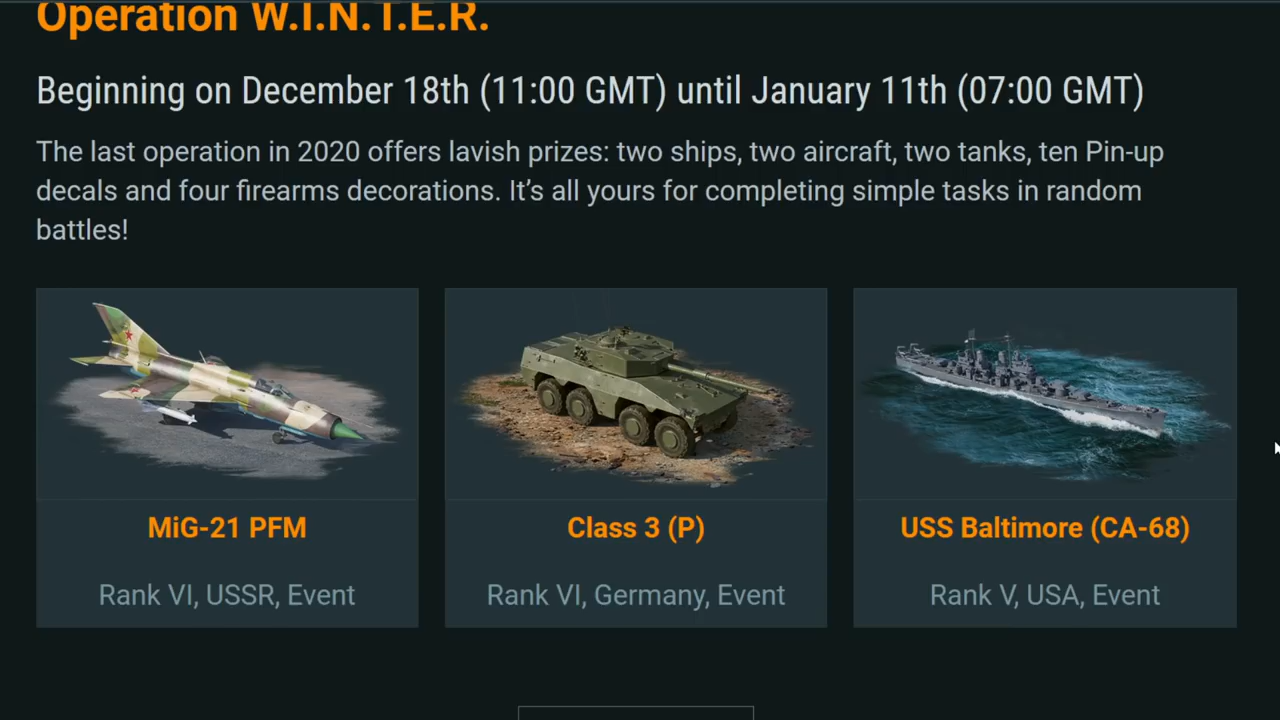 Operation W.I.N.T.E.R.
Beginning on December 18th (11:00 GMT) until January 11th (07:00 GMT)
The last operation in 2020 offers lavish prizes: two ships, two aircraft, two tanks, ten Pin-up
decals and four firearms decorations. It’s all yours for completing simple tasks in random
battles!
MiG-21 PFM
Class 3 (P)
USS Baltimore (CA-68)
Rank VI, USSR, Event
Rank VI, Germany, Event
Rank V, USA, Event